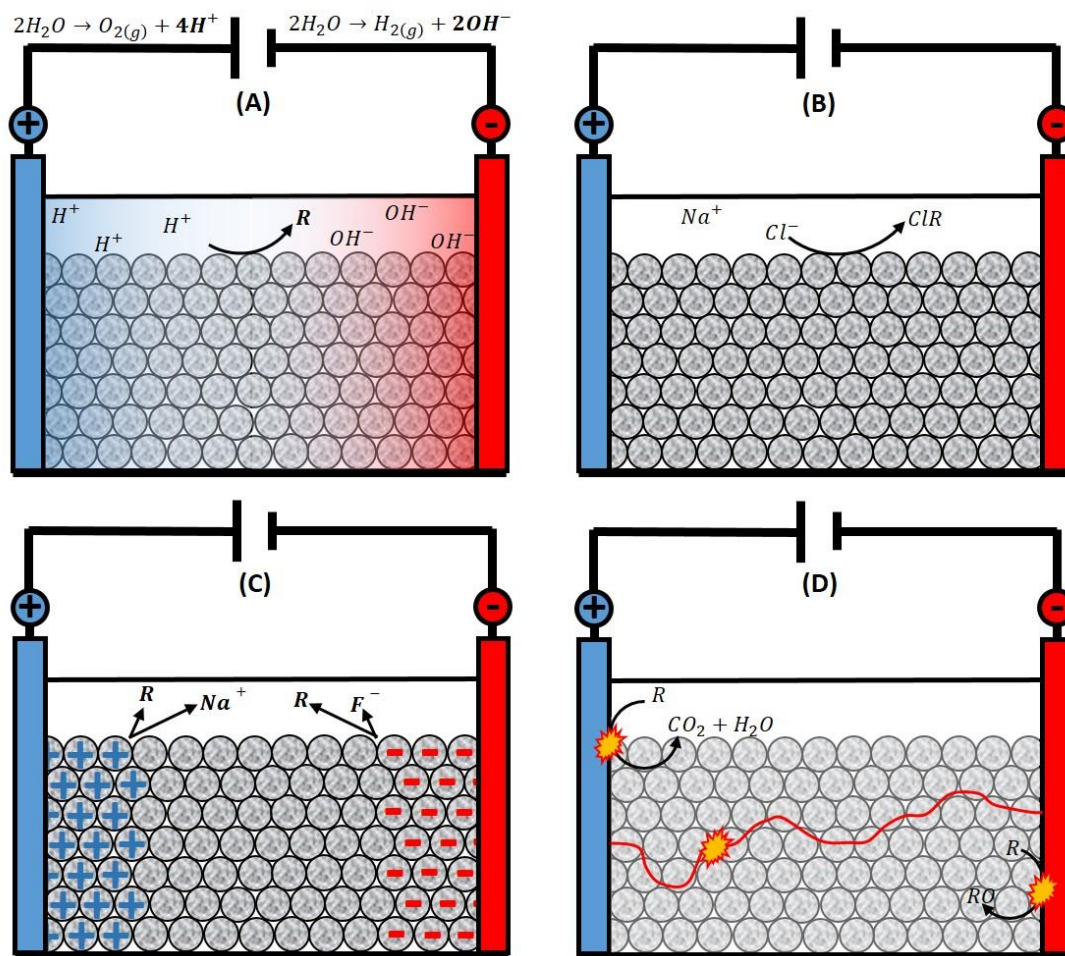 2H₂O → O₂(g) + 4H⁺ 2H₂O → H₂(g) + 2OH⁻
(A) (B)
+ - + -
H⁺ H⁺ H⁺ R OH⁻ OH⁻ OH⁻
Na⁺ Cl⁻ ClR
(C) (D)
+ - + -
R Na⁺ R F⁻
R
CO₂ + H₂O
R
RO